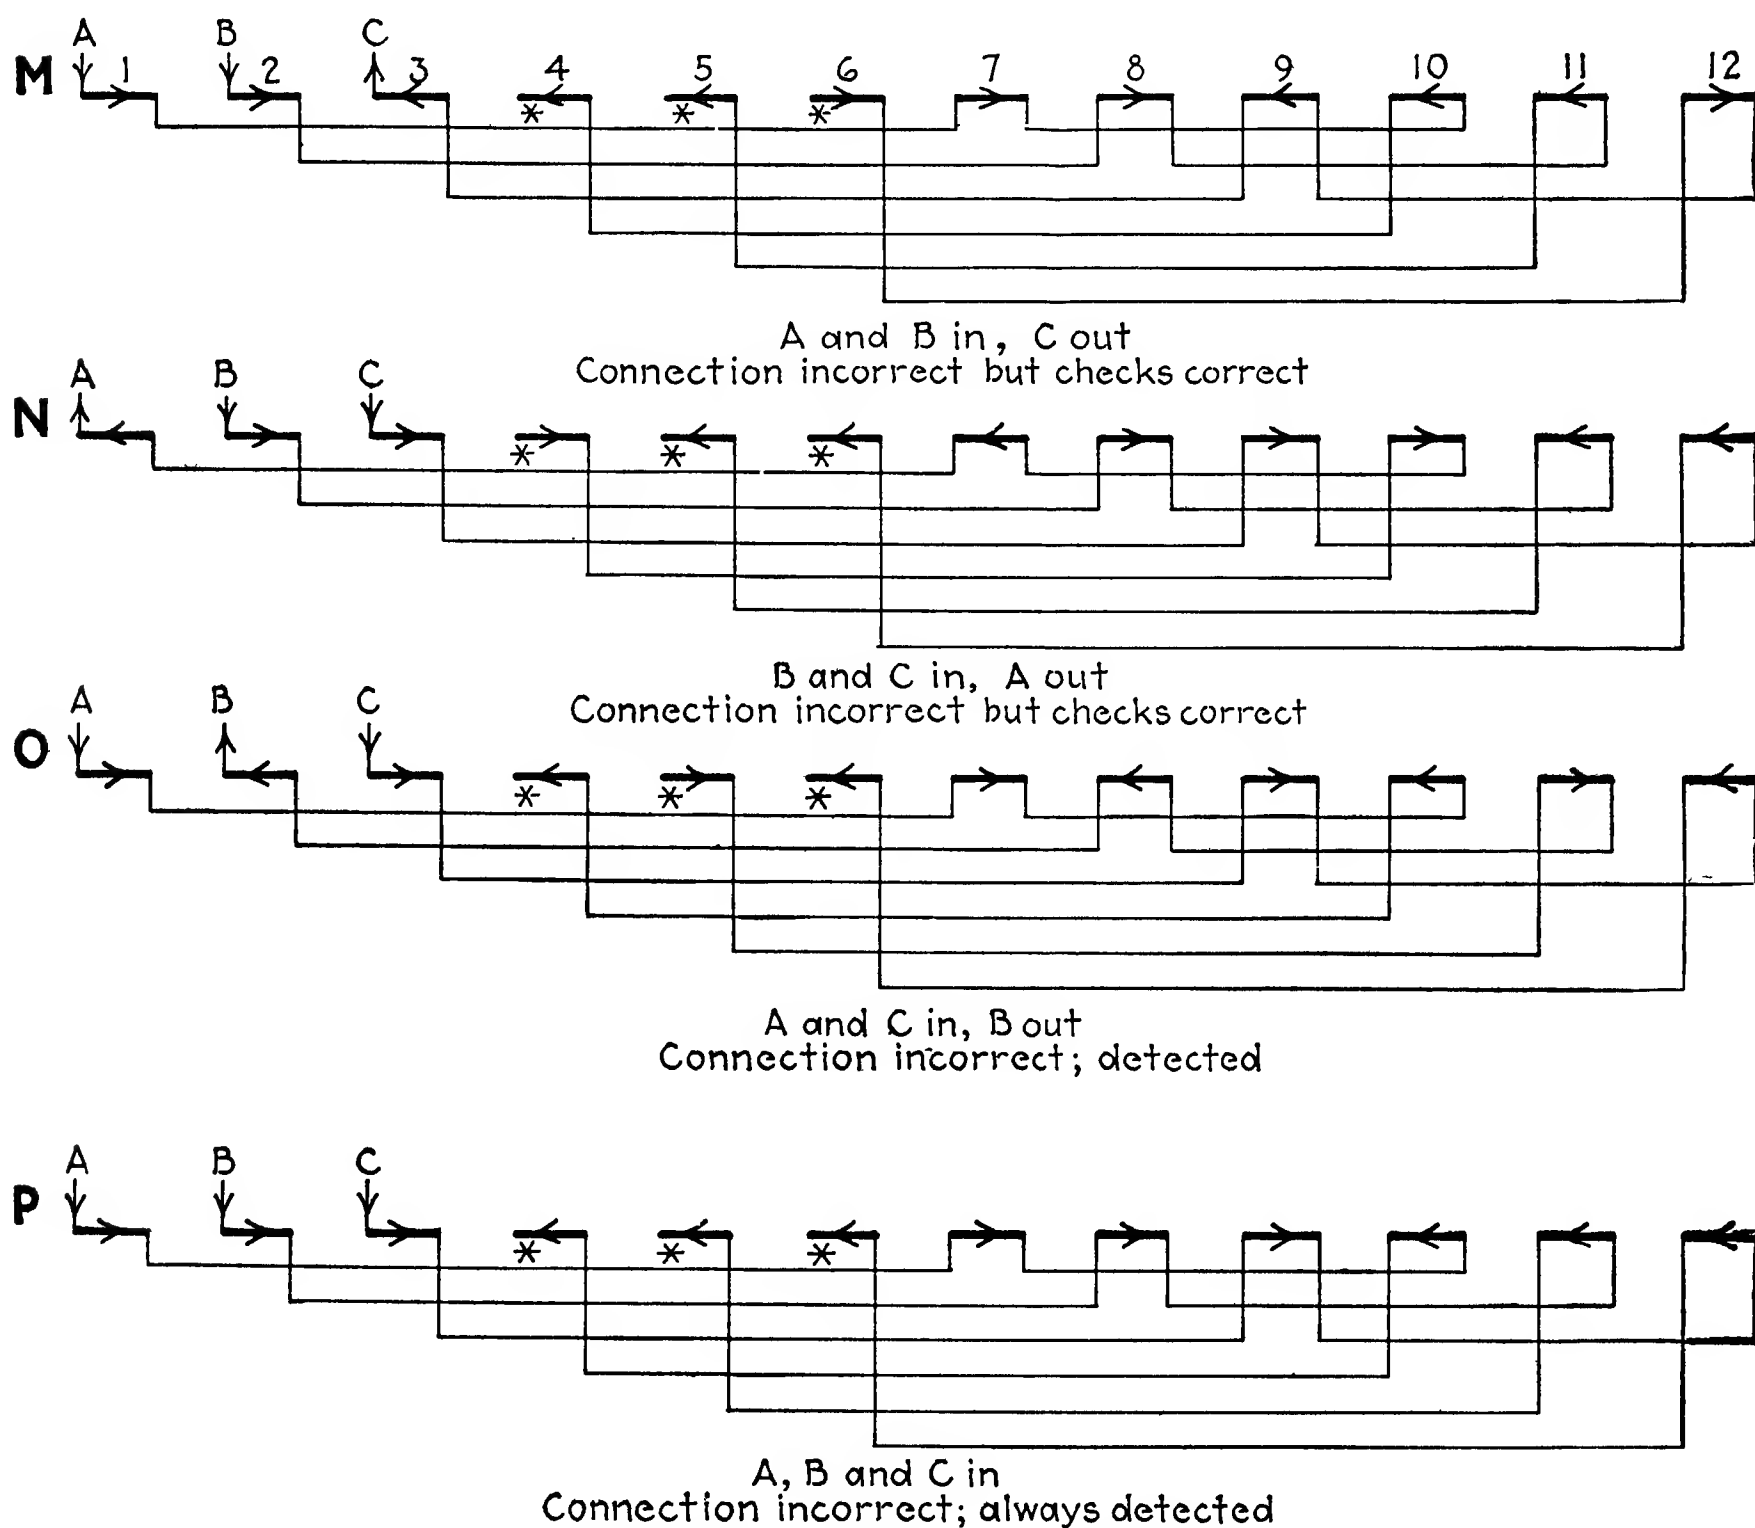 A B C
M 1 2 3 4 5 6 7 8 9 10 11 12
* * *
A and B in, C out
Connection incorrect but checks correct
A B C
N
* * *
B and C in, A out
Connection incorrect but checks correct
A B C
O
* * *
A and C in, B out
Connection incorrect; detected
A B C
P
* * *
A, B and C in
Connection incorrect; always detected